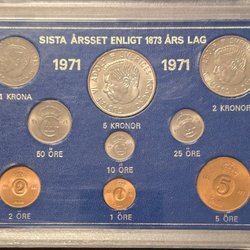 SISTA ÅRSSET ENLIGT 1873 ÅRS LAG
1971 1971
1 KRONA 5 KRONOR 2 KRONOR
50 ÖRE 10 ÖRE 25 ÖRE
2 ÖRE 1 ÖRE 5 ÖRE